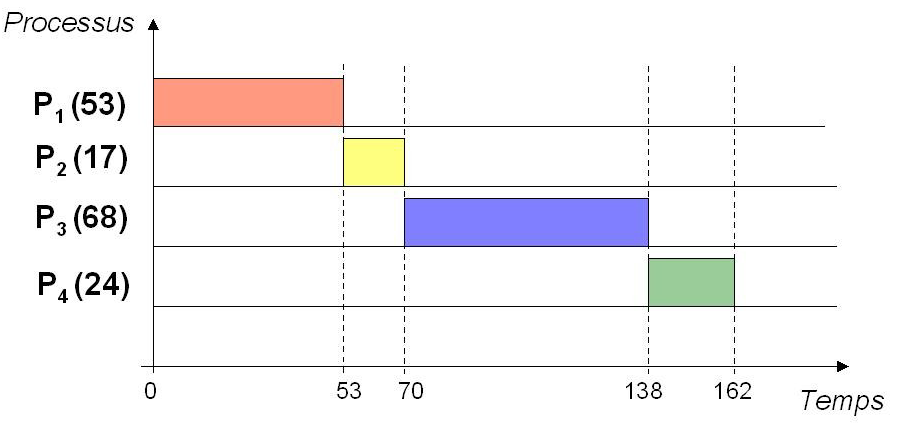 Processus
P1 (53)
P2 (17)
P3 (68)
P4 (24)
0 53 70 138 162
Temps